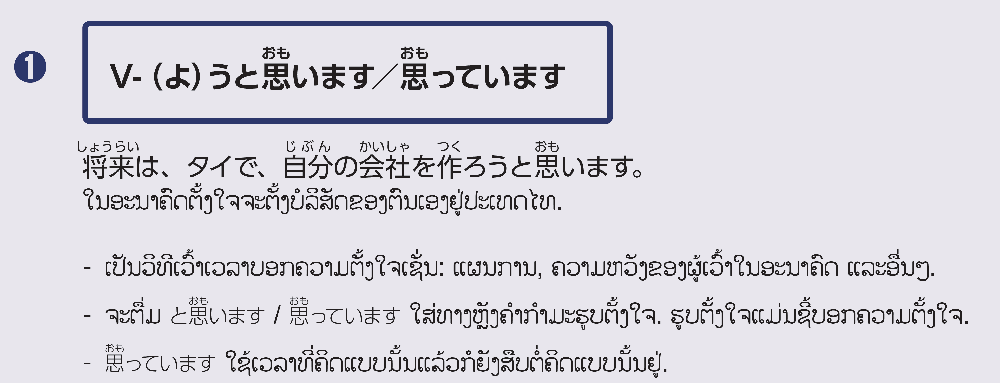 1
おも おも
V-（よ）うと思います／思っています
しょうらい じぶん かいしゃ つく おも
将来は、タイで、自分の会社を作ろうと思います。
ໃນອະນາຄົດຕັ້ງໃຈຈະຕັ້ງບໍລິສັດຂອງຕົນເອງຢູ່ປະເທດໄທ.
- ເປັນວິທີເວົ້າເວລາບອກຄວາມຕັ້ງໃຈເຊັ່ນ: ແຜນການ, ຄວາມຫວັງຂອງຜູ້ເວົ້າໃນອະນາຄົດ ແລະອື່ນໆ.
おも おも
- ຈະຕື່ມ と思います / 思っています ໃສ່ທາງຫຼັງຄຳກຳມະຮູບຕັ້ງໃຈ. ຮູບຕັ້ງໃຈແມ່ນຊີ້ບອກຄວາມຕັ້ງໃຈ.
おも
- 思っています ໃຊ້ເວລາທີ່ຄິດແບບນັ້ນແລ້ວກໍຍັງສືບຕໍ່ຄິດແບບນັ້ນຢູ່.